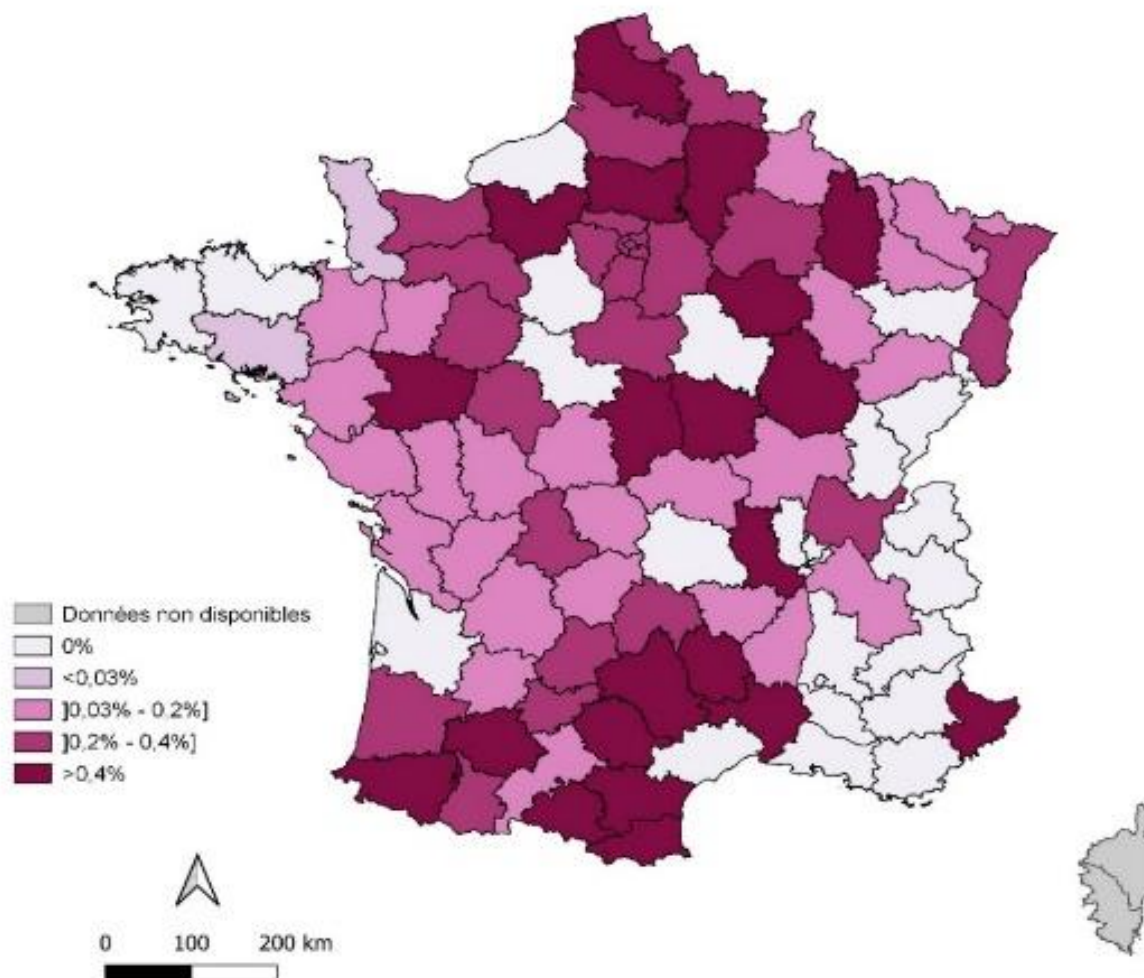 Données non disponibles
0%
<0,03%
]0,03% - 0,2%]
]0,2% - 0,4%]
>0,4%
0 100 200 km